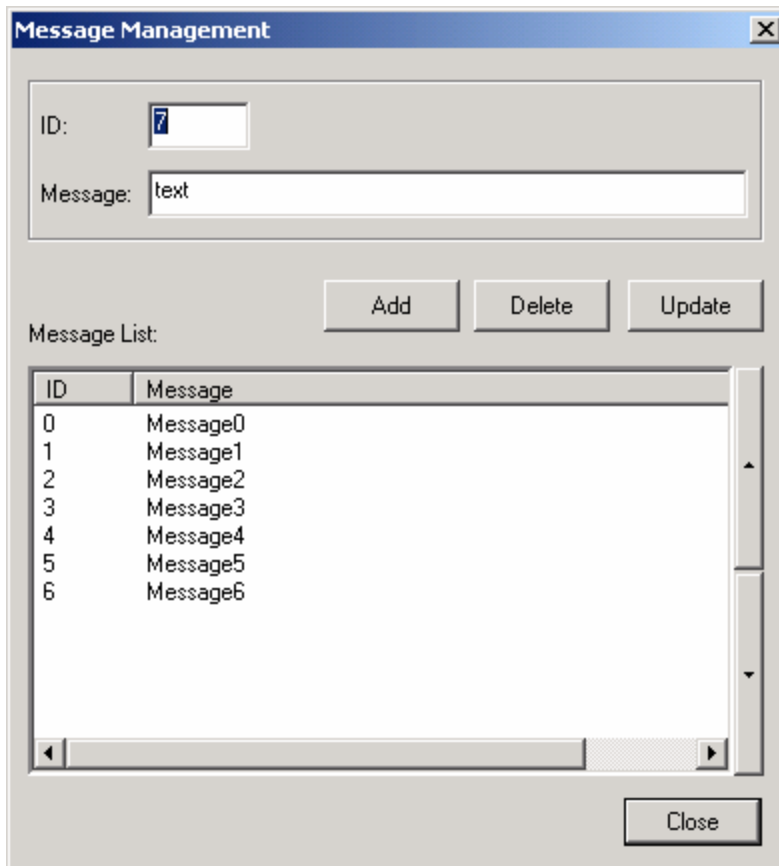 Message Management
ID: 7
Message: text
Add Delete Update
Message List:
ID Message
0 Message0
1 Message1
2 Message2
3 Message3
4 Message4
5 Message5
6 Message6
Close